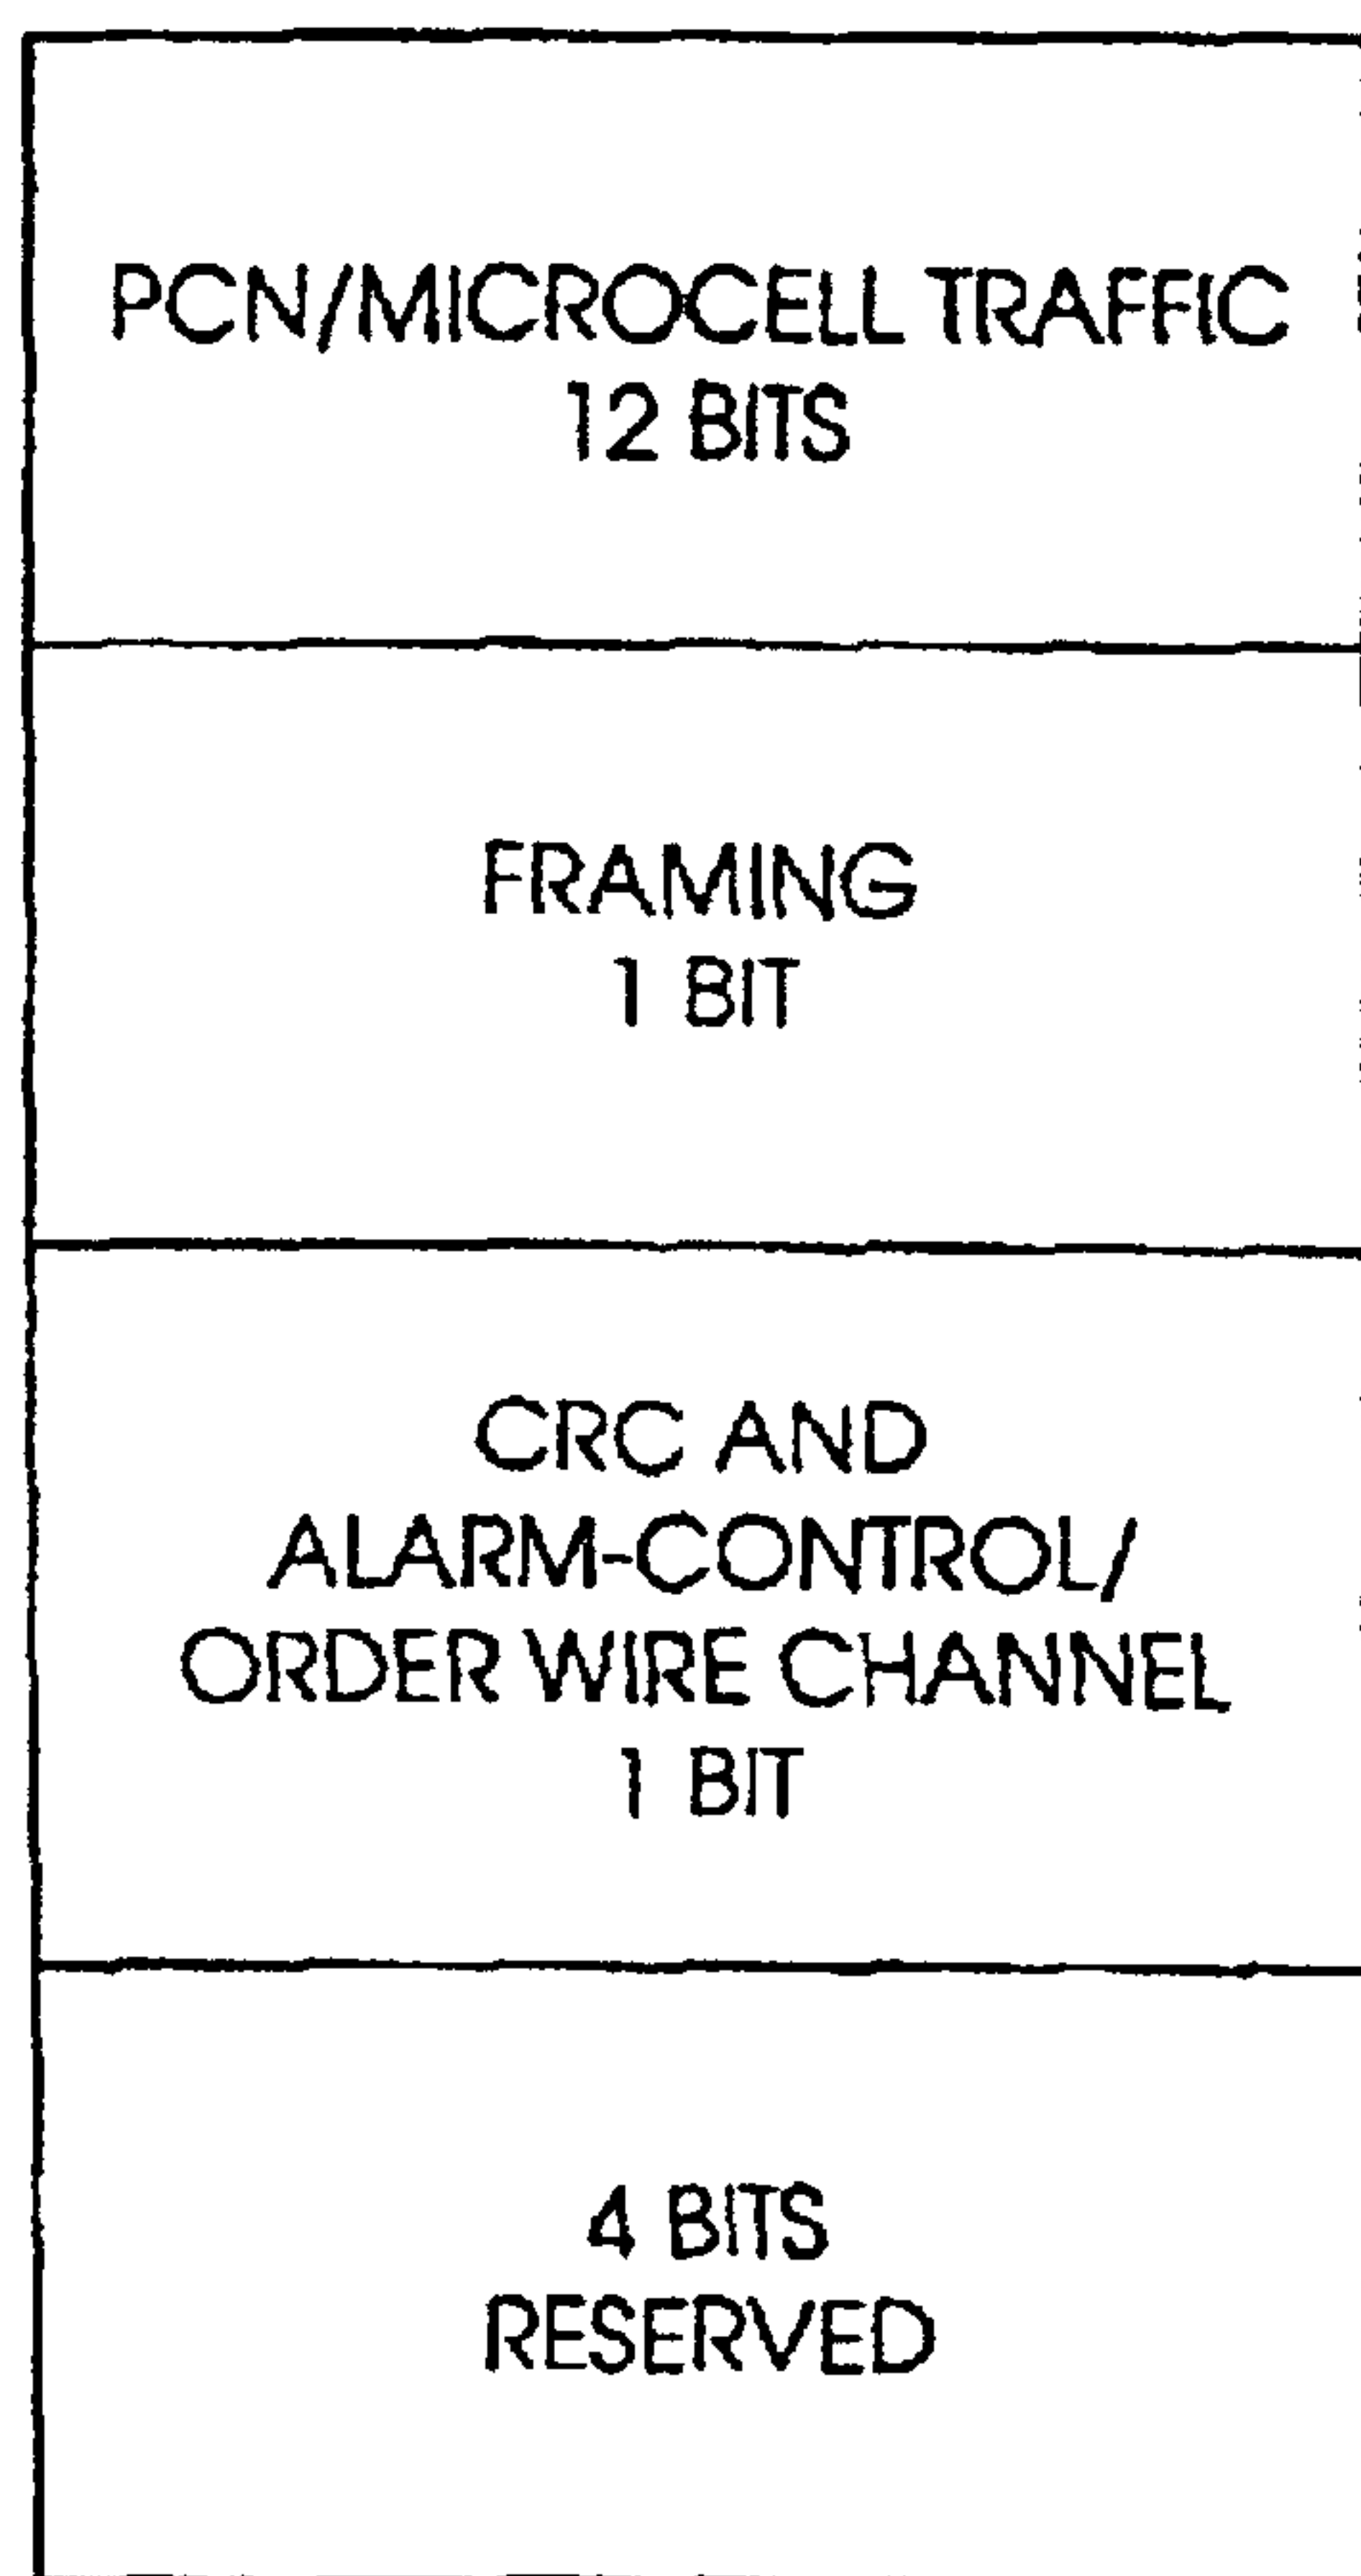 PCN/MICROCELL TRAFFIC
12 BITS
FRAMING
1 BIT
CRC AND
ALARM-CONTROL/
ORDER WIRE CHANNEL
1 BIT
4 BITS
RESERVED